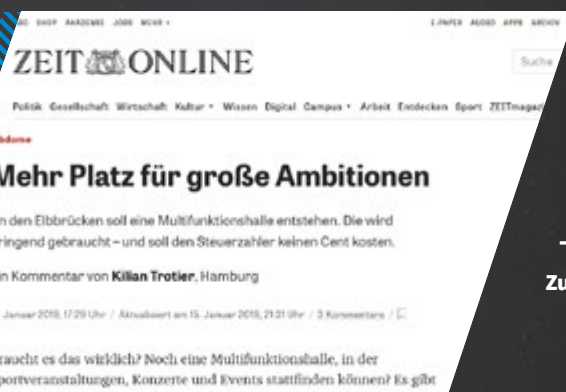 SHOP AKADEMIE JOBS MEHR E-PAPER AUDIO APPS ARCHIV
ZEIT ONLINE
Suche
Politik Gesellschaft Wirtschaft Kultur Wissen Digital Campus Arbeit Entdecken Sport ZEITmagaz
bdome
Mehr Platz für große Ambitionen
n den Elbbrücken soll eine Multifunktionshalle entstehen. Die wird
ringend gebraucht – und soll den Steuerzahler keinen Cent kosten.
in Kommentar von Kilian Trotier, Hamburg
Januar 2019, 17:29 Uhr / Aktualisiert am 15. Januar 2019, 21:31 Uhr / 3 Kommentare /
raucht es das wirklich? Noch eine Multifunktionshalle, in der
portveranstaltungen, Konzerte und Events stattfinden können? Es gibt
Zu